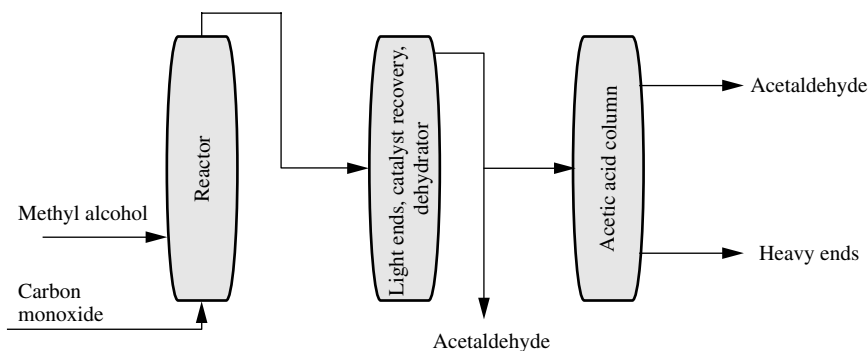 Reactor
Methyl alcohol
Carbon
monoxide
Light ends, catalyst recovery,
dehydrator
Acetaldehyde
Acetic acid column
Acetaldehyde
Heavy ends